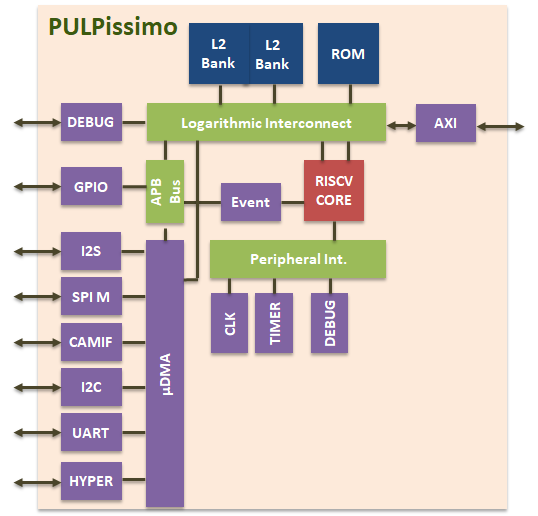 PULPissimo
L2
Bank
L2
Bank
ROM
DEBUG
Logarithmic Interconnect
AXI
GPIO
APB
Bus
Event
RISCV
CORE
I2S
Peripheral Int.
SPI M
CLK
TIMER
DEBUG
CAMIF
µDMA
I2C
UART
HYPER